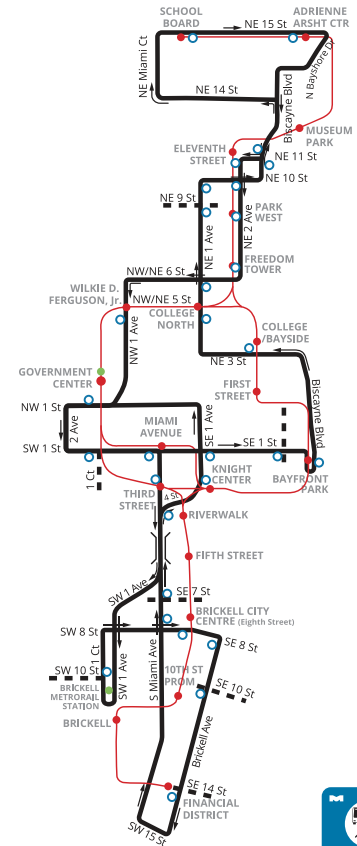 SCHOOL
BOARD
ADRIENNE
ARSHT CTR
NE 15 St
NE Miami Ct
NE 14 St
Biscayne Blvd
N Bayshore Dr
MUSEUM
PARK
ELEVENTH
STREET
NE 11 St
NE 10 St
NE 9 St
PARK
WEST
NE 1 Ave
NE 2 Ave
FREEDOM
TOWER
NW/NE 6 St
WILKIE D.
FERGUSON, Jr.
NW/NE 5 St
COLLEGE
NORTH
NW 1 Ave
COLLEGE
/BAYSIDE
NE 3 St
GOVERNMENT
CENTER
FIRST
STREET
Biscayne Blvd
NW 1 St
2 Ave
MIAMI
AVENUE
SE 1 Ave
SW 1 St
SE 1 St
1 Ct
KNIGHT
CENTER
BAYFRONT
PARK
THIRD
STREET
4 St
RIVERWALK
FIFTH STREET
SW 1 Ave
SE 7 St
BRICKELL CITY
CENTRE (Eighth Street)
SW 8 St
SE 8 St
1 Ct
SW 1 Ave
S Miami Ave
SW 10 St
10TH ST
PROM
SE 10 St
BRICKELL
METRORAIL
STATION
BRICKELL
Brickell Ave
SE 14 St
FINANCIAL
DISTRICT
SW 15 St